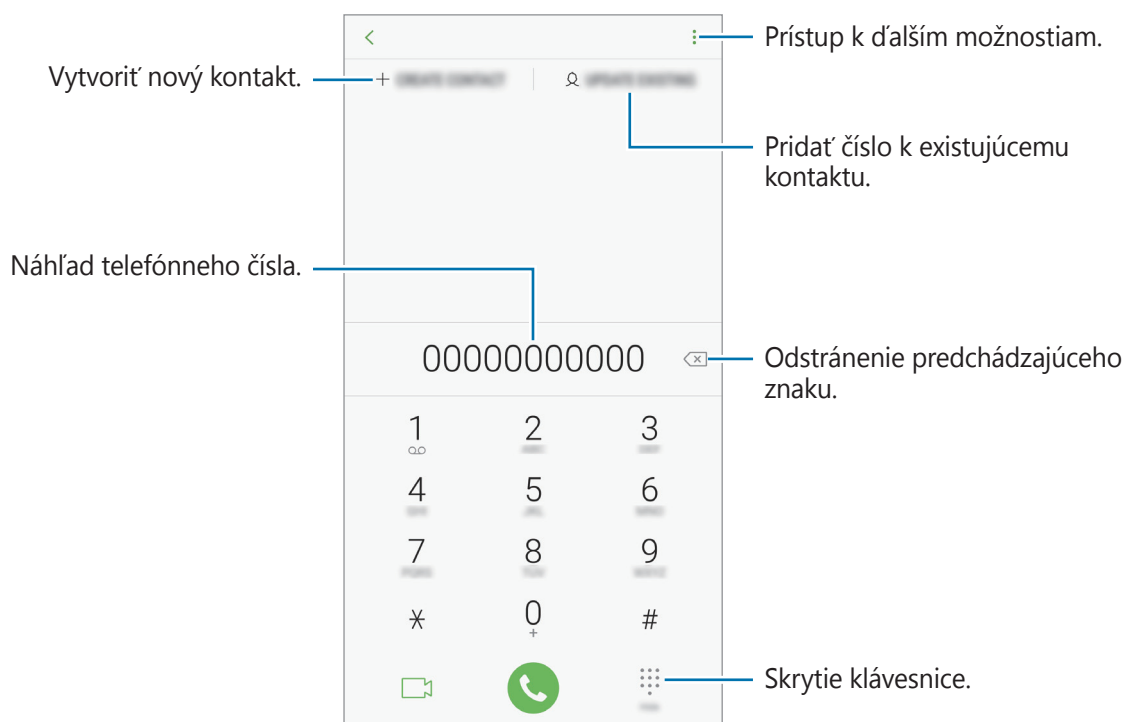 Prístup k ďalším možnostiam.
Vytvoriť nový kontakt.
Pridať číslo k existujúcemu
kontaktu.
Náhľad telefónneho čísla.
00000000000
Odstránenie predchádzajúceho
znaku.
1 2 3
4 5 6
7 8 9
* 0 #
+
Skrytie klávesnice.